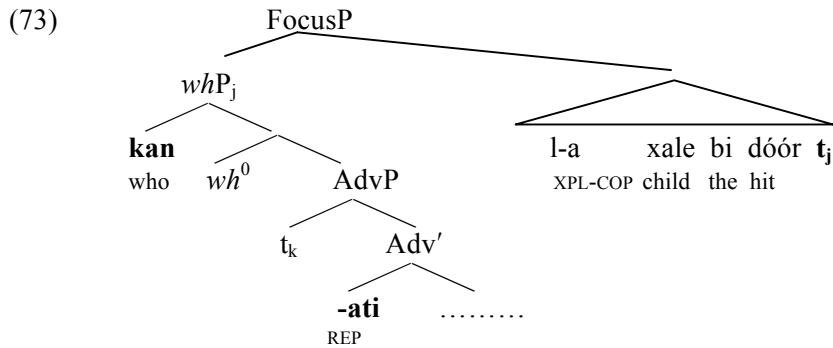 (73) FocusP
whPj
kan l-a xale bi dóór tj
who wh⁰ AdvP XPL-COP child the hit
tk Adv′
-ati ………
REP